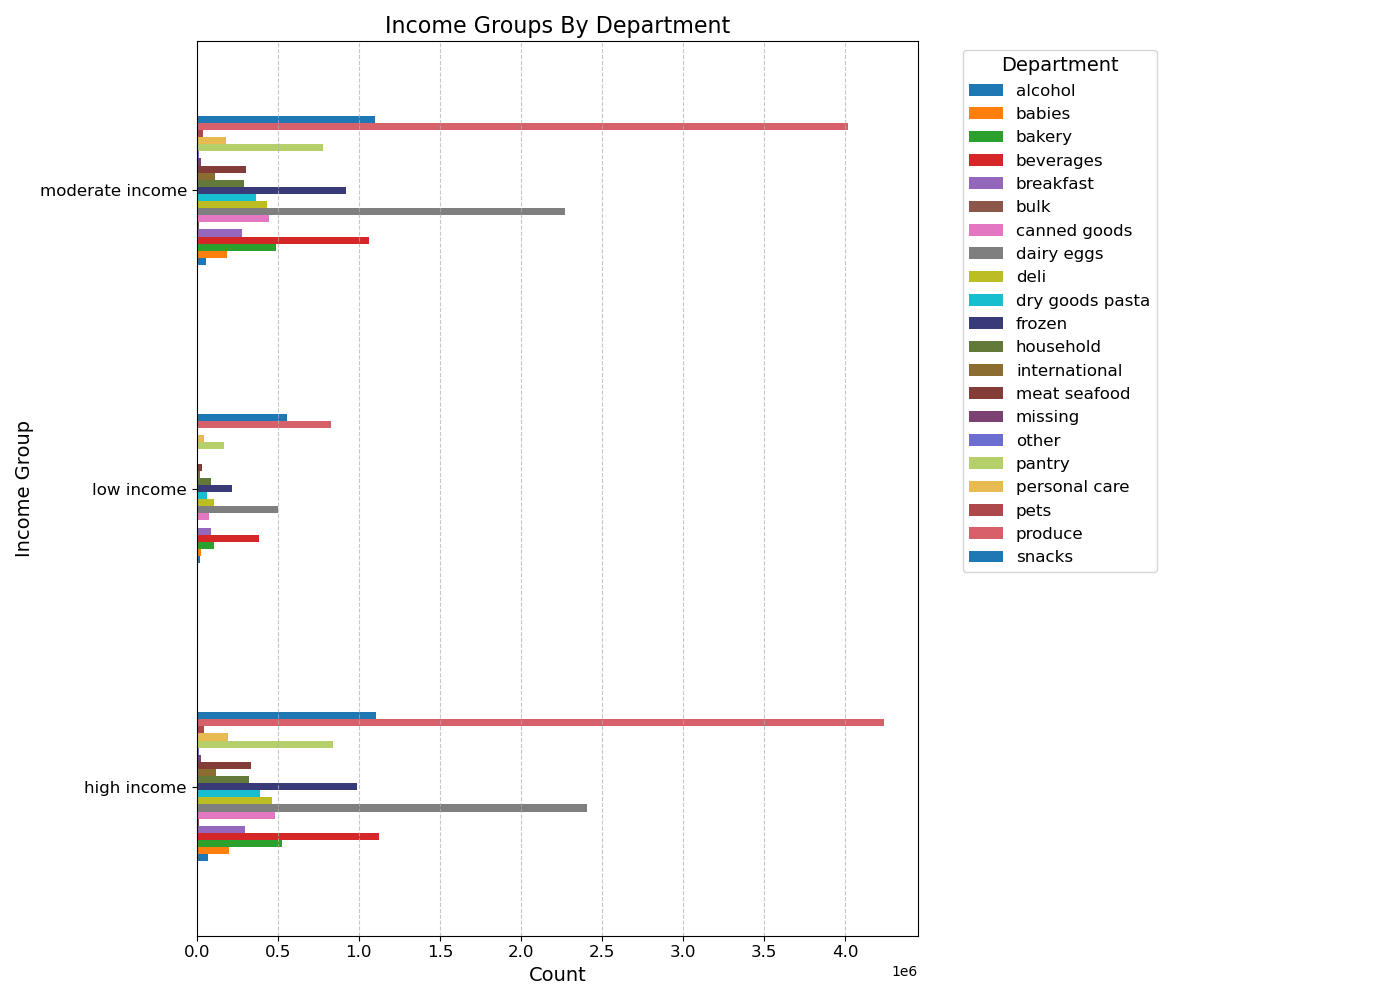 Income Groups By Department
Income Group
moderate income
low income
high income
0.0 0.5 1.0 1.5 2.0 2.5 3.0 3.5 4.0
1e6
Count
Department
alcohol
babies
bakery
beverages
breakfast
bulk
canned goods
dairy eggs
deli
dry goods pasta
frozen
household
international
meat seafood
missing
other
pantry
personal care
pets
produce
snacks